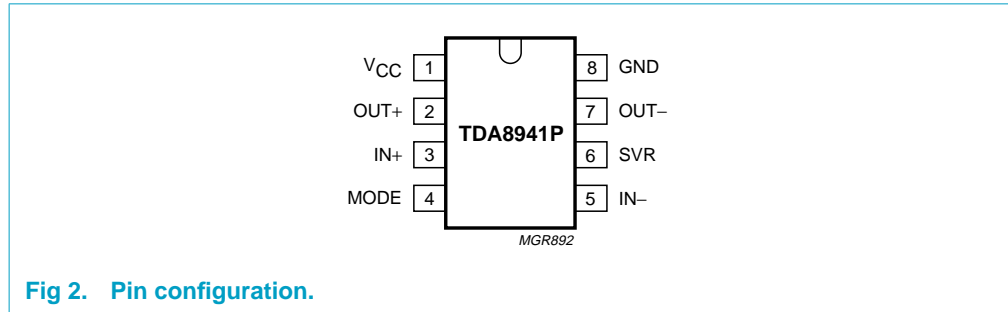 VCC 1 8 GND
OUT+ 2 7 OUT−
TDA8941P
IN+ 3 6 SVR
MODE 4 5 IN−
MGR892
Fig 2. Pin configuration.